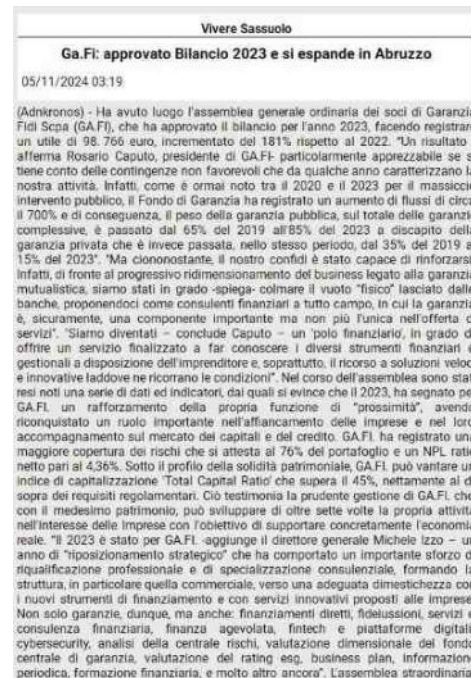 Vivere Sassuolo
Ga.Fi: approvato Bilancio 2023 e si espande in Abruzzo
05/11/2024 03:19
(Adnkronos) - Ha avuto luogo l'assemblea generale ordinaria dei soci di Garanzia
Fidi Scpa (GA.FI), che ha approvato il bilancio per l'anno 2023, facendo registrar
un utile di 98. 766 euro, incrementato del 181% rispetto al 2022. "Un risultato
afferma Rosario Caputo, presidente di GA.FI- particolarmente apprezzabile se s
tiene conto delle contingenze non favorevoli che da qualche anno caratterizzano la
nostra attività. Infatti, come è ormai noto tra il 2020 e il 2023 per il massiccio
intervento pubblico, il Fondo di Garanzia ha registrato un aumento di flussi di circa
il 700% e di conseguenza, il peso della garanzia pubblica, sul totale delle garanzie
complessive, è passato dal 65% del 2019 all'85% del 2023 a discapito della
garanzia privata che è invece passata, nello stesso periodo, dal 35% del 2019 a
15% del 2023". "Ma ciononostante, il nostro confidi è stato capace di rinforzarsi
Infatti, di fronte al progressivo ridimensionamento del business legato alla garanzia
mutualistica, siamo stati in grado -spiega- colmare il vuoto "fisico" lasciato dalle
banche, proponendoci come consulenti finanziari a tutto campo, in cui la garanzia
è, sicuramente, una componente importante ma non più l'unica nell'offerta d
servizi". "Siamo diventati – conclude Caputo – un 'polo finanziario', in grado d
offrire un servizio finalizzato a far conoscere i diversi strumenti finanziari e
gestionali a disposizione dell'imprenditore e, soprattutto, il ricorso a soluzioni veloc
e innovative laddove ne ricorrano le condizioni". Nel corso dell'assemblea sono stat
resi noti una serie di dati ed indicatori, dai quali si evince che il 2023, ha segnato pe
GA.FI. un rafforzamento della propria funzione di "prossimità", avendo
riconquistato un ruolo importante nell'affiancamento delle imprese e nel loro
accompagnamento sul mercato dei capitali e del credito. GA.FI. ha registrato una
maggiore copertura dei rischi che si attesta al 76% del portafoglio e un NPL ratio
netto pari al 4,36%. Sotto il profilo della solidità patrimoniale, GA.FI. può vantare un
indice di capitalizzazione 'Total Capital Ratio' che supera il 45%, nettamente al d
sopra dei requisiti regolamentari. Ciò testimonia la prudente gestione di GA.FI. che
con il medesimo patrimonio, può sviluppare di oltre sette volte la propria attività
nell'interesse delle Imprese con l'obiettivo di supportare concretamente l'economia
reale. "Il 2023 è stato per GA.FI. -aggiunge il direttore generale Michele Izzo – un
anno di "riposizionamento strategico" che ha comportato un importante sforzo d
riqualificazione professionale e di specializzazione consulenziale, formando la
struttura, in particolare quella commerciale, verso una adeguata dimestichezza con
i nuovi strumenti di finanziamento e con servizi innovativi proposti alle imprese
Non solo garanzie, dunque, ma anche: finanziamenti diretti, fideiussioni, servizi d
consulenza finanziaria, finanza agevolata, fintech e piattaforme digitali
cybersecurity, analisi della centrale rischi, valutazione dimensionale del fondo
centrale di garanzia, valutazione del rating esg, business plan, informazione
periodica, formazione finanziaria, e molto altro ancora". L'assemblea straordinaria